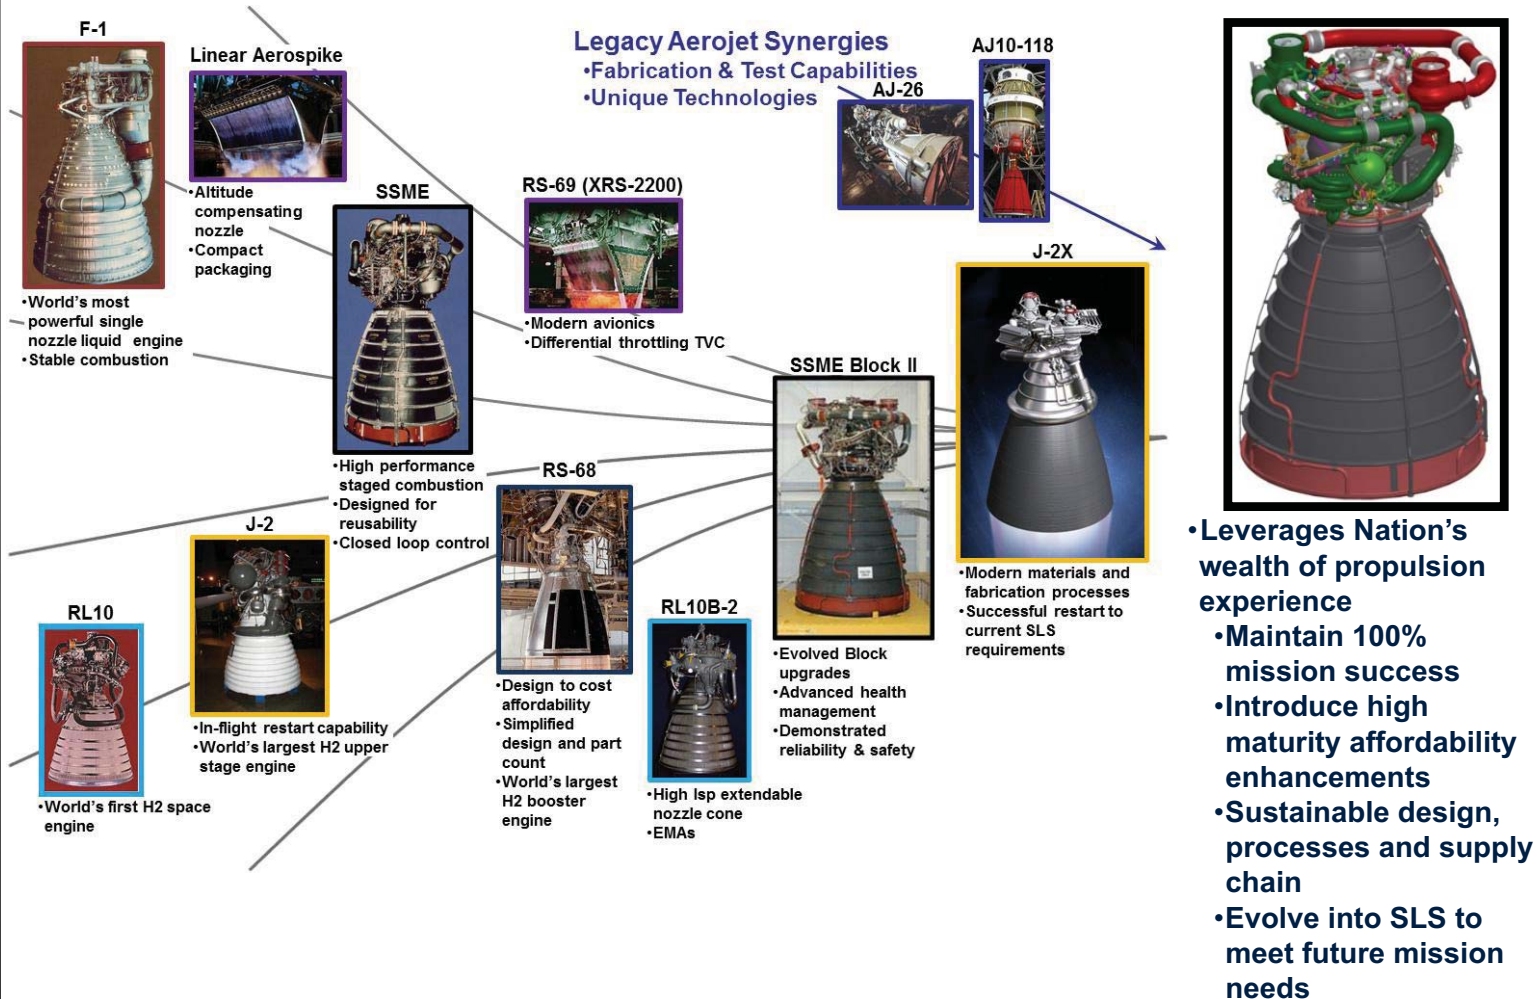 F-1
•World's most
powerful single
nozzle liquid engine
•Stable combustion
Linear Aerospike
•Altitude
compensating
nozzle
•Compact
packaging
SSME
•High performance
staged combustion
•Designed for
reusability
•Closed loop control
Legacy Aerojet Synergies
•Fabrication & Test Capabilities
•Unique Technologies
AJ-26
AJ10-118
RS-69 (XRS-2200)
•Modern avionics
•Differential throttling TVC
J-2X
•Modern materials and
fabrication processes
•Successful restart to
current SLS
requirements
SSME Block II
•Evolved Block
upgrades
•Advanced health
management
•Demonstrated
reliability & safety
RS-68
•Design to cost
affordability
•Simplified
design and part
count
•World's largest
H2 booster
engine
J-2
•In-flight restart capability
•World's largest H2 upper
stage engine
RL10
•World's first H2 space
engine
RL10B-2
•High Isp extendable
nozzle cone
•EMAs
•Leverages Nation's
wealth of propulsion
experience
•Maintain 100%
mission success
•Introduce high
maturity affordability
enhancements
•Sustainable design,
processes and supply
chain
•Evolve into SLS to
meet future mission
needs